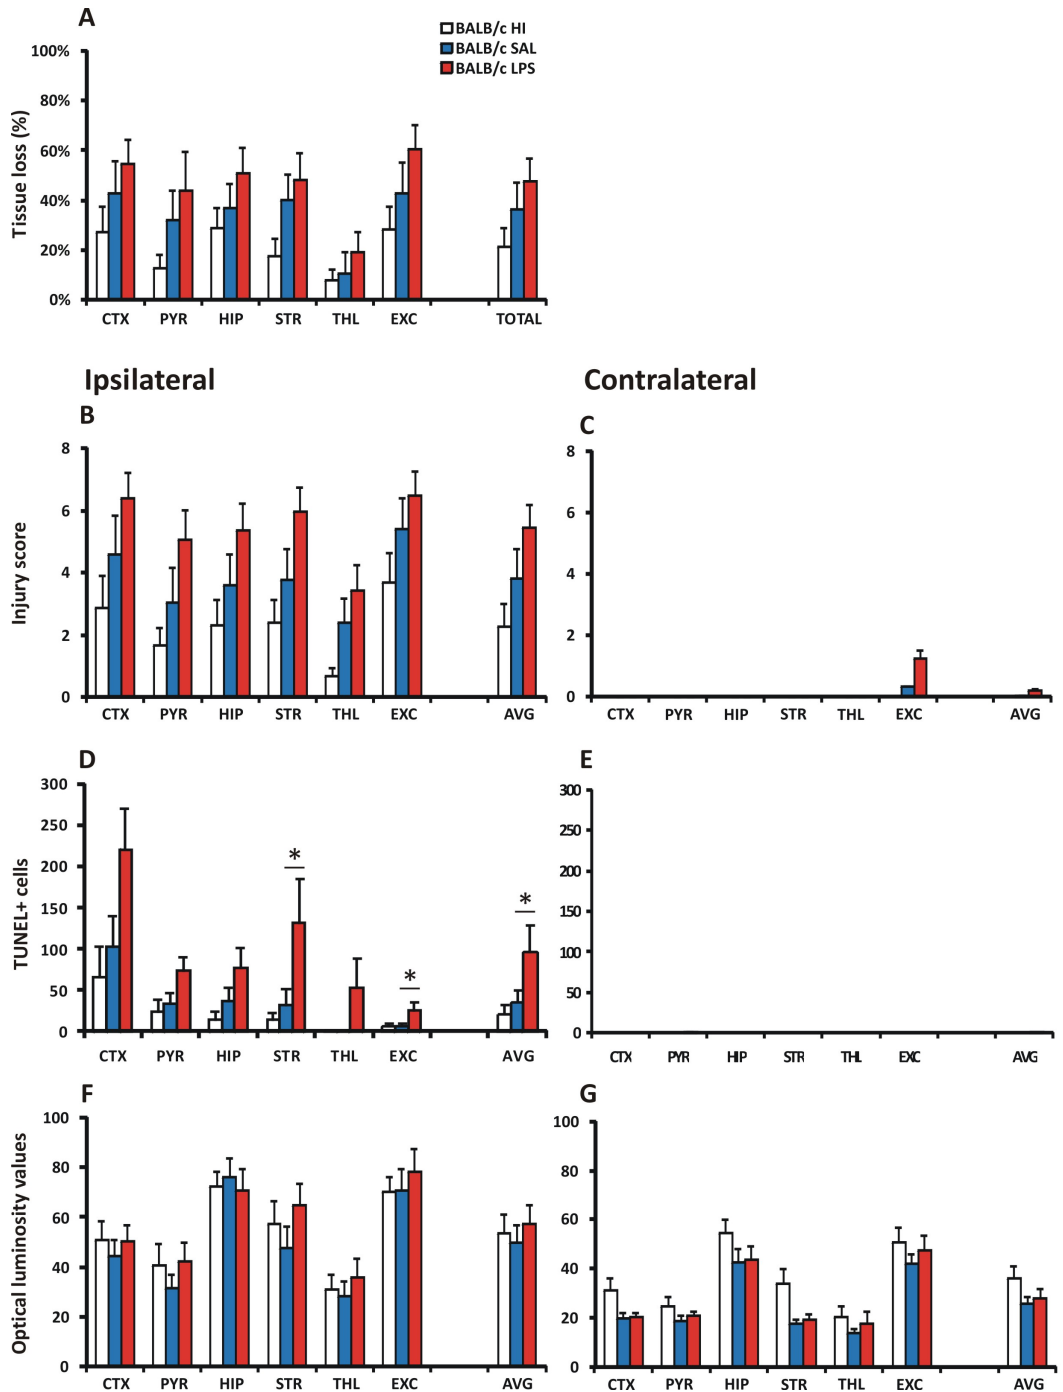 A
BALB/c HI
BALB/c SAL
BALB/c LPS
Tissue loss (%)
100%
80%
60%
40%
20%
0%
CTX PYR HIP STR THL EXC TOTAL
Ipsilateral Contralateral
B
Injury score
8
6
4
2
0
CTX PYR HIP STR THL EXC AVG
C
8
6
4
2
0
CTX PYR HIP STR THL EXC AVG
D
TUNEL+ cells
300
250
200
150
100
50
0
* * *
CTX PYR HIP STR THL EXC AVG
E
300
250
200
150
100
50
0
CTX PYR HIP STR THL EXC AVG
F
Optical luminosity values
100
80
60
40
20
0
CTX PYR HIP STR THL EXC AVG
G
100
80
60
40
20
0
CTX PYR HIP STR THL EXC AVG